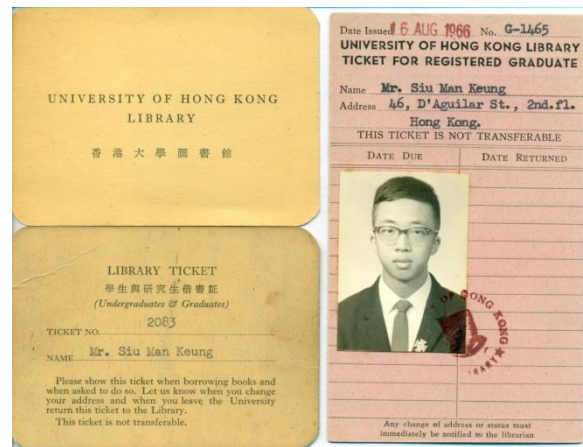 UNIVERSITY OF HONG KONG
LIBRARY
香港大學圖書館
LIBRARY TICKET
學生與研究生借書証
(Undergraduates & Graduates)
TICKET NO. 2083
NAME Mr. Siu Man Keung
Please show this ticket when borrowing books and
when asked to do so. Let us know when you change
your address and when you leave the University
return this ticket to the Library.
This ticket is not transferable.
Date Issued 16 AUG 1966 No. G-1465
UNIVERSITY OF HONG KONG LIBRARY
TICKET FOR REGISTERED GRADUATE
Name Mr. Siu Man Keung
Address 46, D'Aguilar St., 2nd.fl.
Hong Kong.
THIS TICKET IS NOT TRANSFERABLE
DATE DUE DATE RETURNED
OF HONG KONG
Any change of address or status must
immediately be notified to the librarian